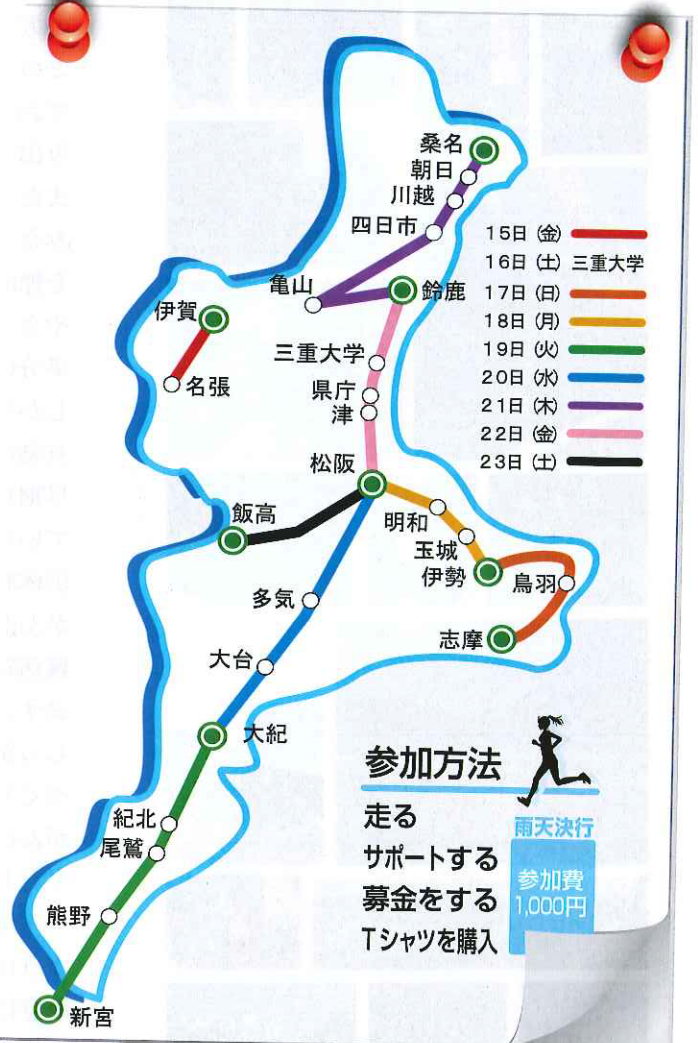 桑名
朝日
川越
四日市
亀山
鈴鹿
伊賀
名張
三重大学
県庁
津
松阪
飯高
明和
玉城
伊勢
鳥羽
志摩
多気
大台
大紀
紀北
尾鷲
熊野
新宮
15日(金)
16日(土) 三重大学
17日(日)
18日(月)
19日(火)
20日(水)
21日(木)
22日(金)
23日(土)
参加方法
走る
サポートする
募金をする
Tシャツを購入
雨天決行
参加費
1,000円